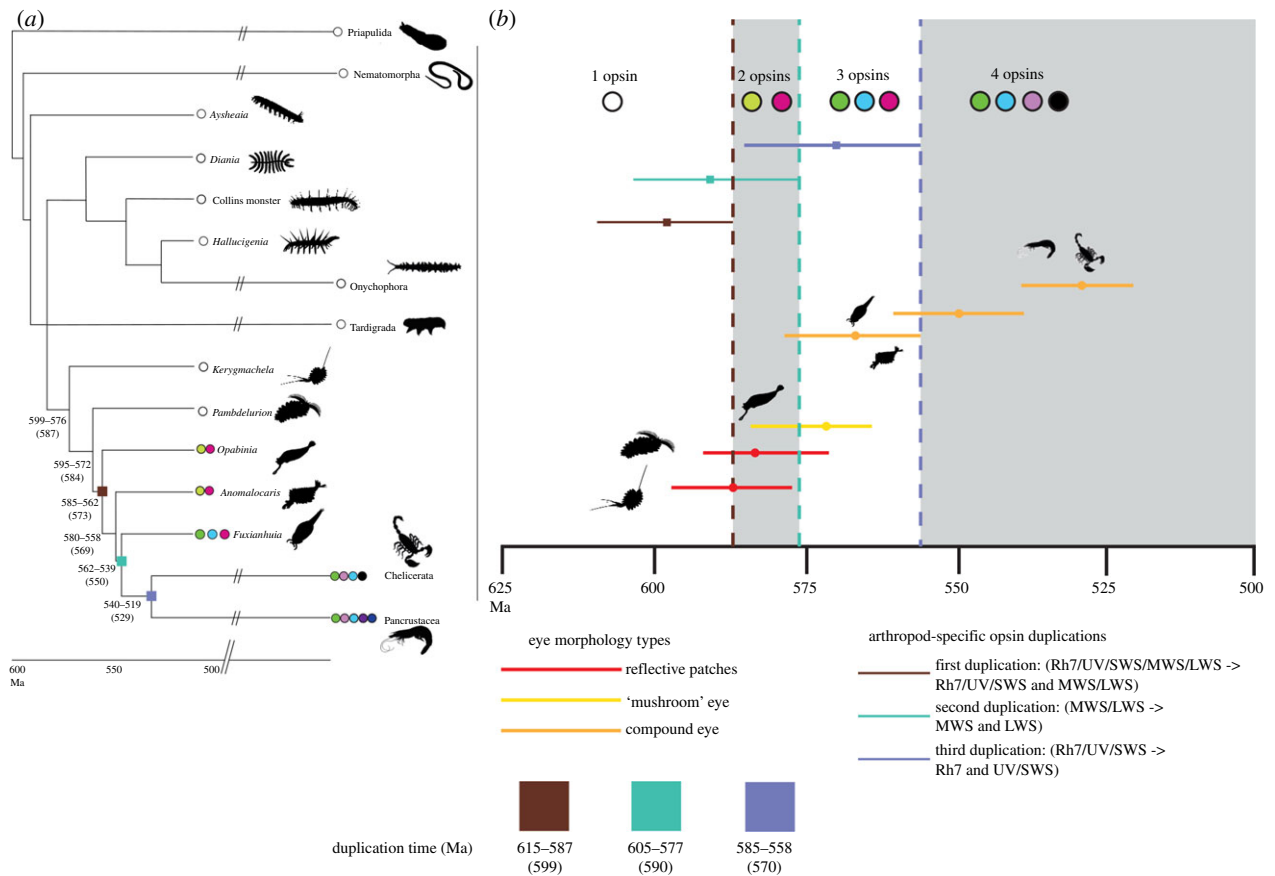 (a)
Priapulida
Nematomorpha
Aysheaia
Diania
Collins monster
Hallucigenia
Onychophora
Tardigrada
Kerygmachela
599–576
(587)
Pambdelurion
595–572
(584)
Opabinia
585–562
(573)
Anomalocaris
580–558
(569)
Fuxianhuia
562–539
(550)
Chelicerata
540–519
(529)
Pancrustacea
600 550 500
Ma
(b)
1 opsin 2 opsins 3 opsins 4 opsins
625 600 575 550 525 500
Ma
eye morphology types
reflective patches
‘mushroom’ eye
compound eye
arthropod-specific opsin duplications
first duplication: (Rh7/UV/SWS/MWS/LWS ->
Rh7/UV/SWS and MWS/LWS)
second duplication: (MWS/LWS ->
MWS and LWS)
third duplication: (Rh7/UV/SWS ->
Rh7 and UV/SWS)
duplication time (Ma) 615–587 605–577 585–558
(599) (590) (570)